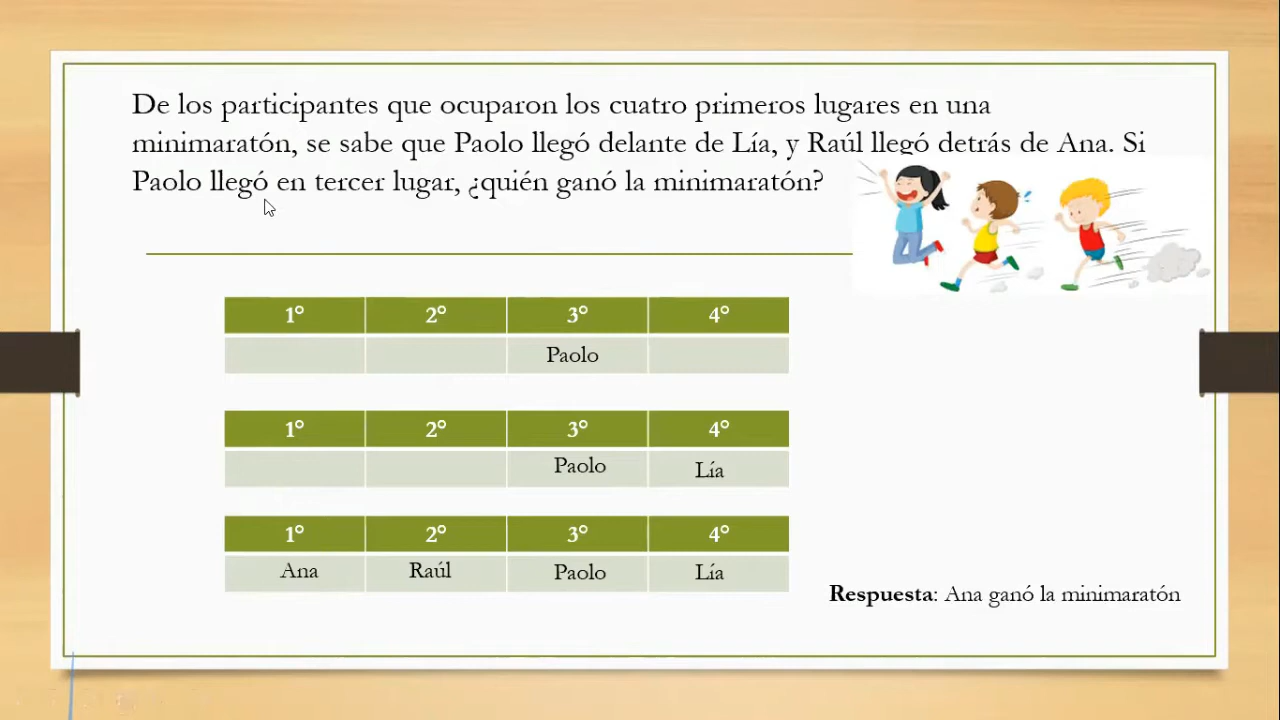 De los participantes que ocuparon los cuatro primeros lugares en una
minimaratón, se sabe que Paolo llegó delante de Lía, y Raúl llegó detrás de Ana. Si
Paolo llegó en tercer lugar, ¿quién ganó la minimaratón?
1° 2° 3° 4°
Paolo
1° 2° 3° 4°
Paolo Lía
1° 2° 3° 4°
Ana Raúl Paolo Lía
Respuesta: Ana ganó la minimaratón